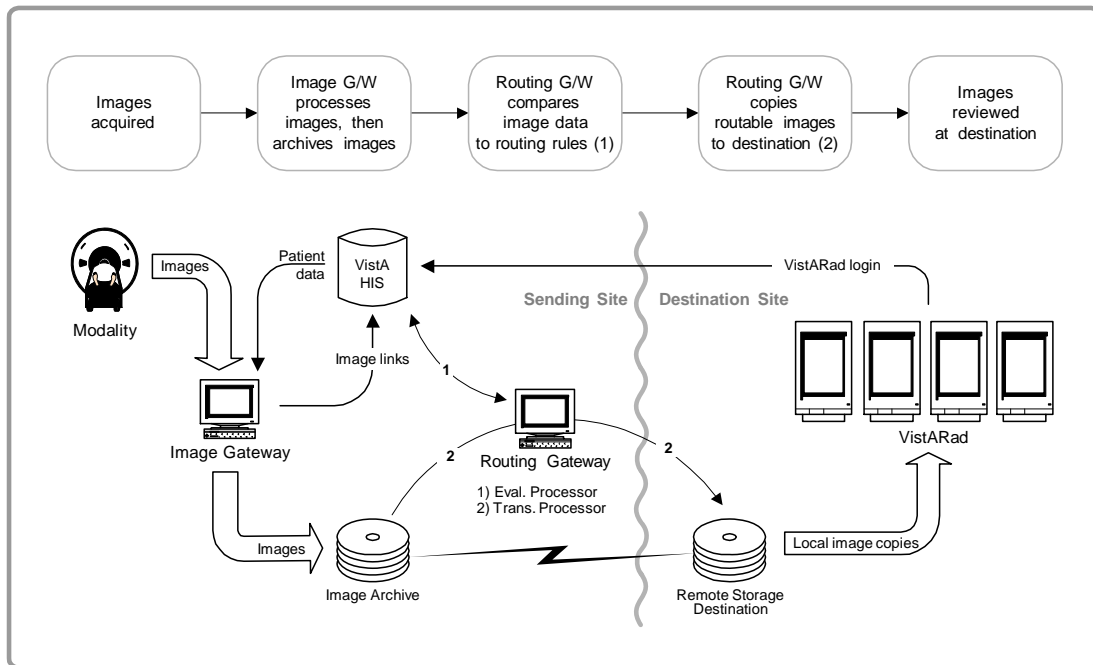 Images
acquired
Image G/W
processes
images, then
archives images
Routing G/W
compares
image data
to routing rules (1)
Routing G/W
copies
routable images
to destination (2)
Images
reviewed
at destination
Images
Modality
Patient
data
VistA
HIS
VistARad login
Sending Site
Destination Site
Image links
1
Image Gateway
2
Routing Gateway
2
1) Eval. Processor
2) Trans. Processor
VistARad
Images
Image Archive
Remote Storage
Destination
Local image copies